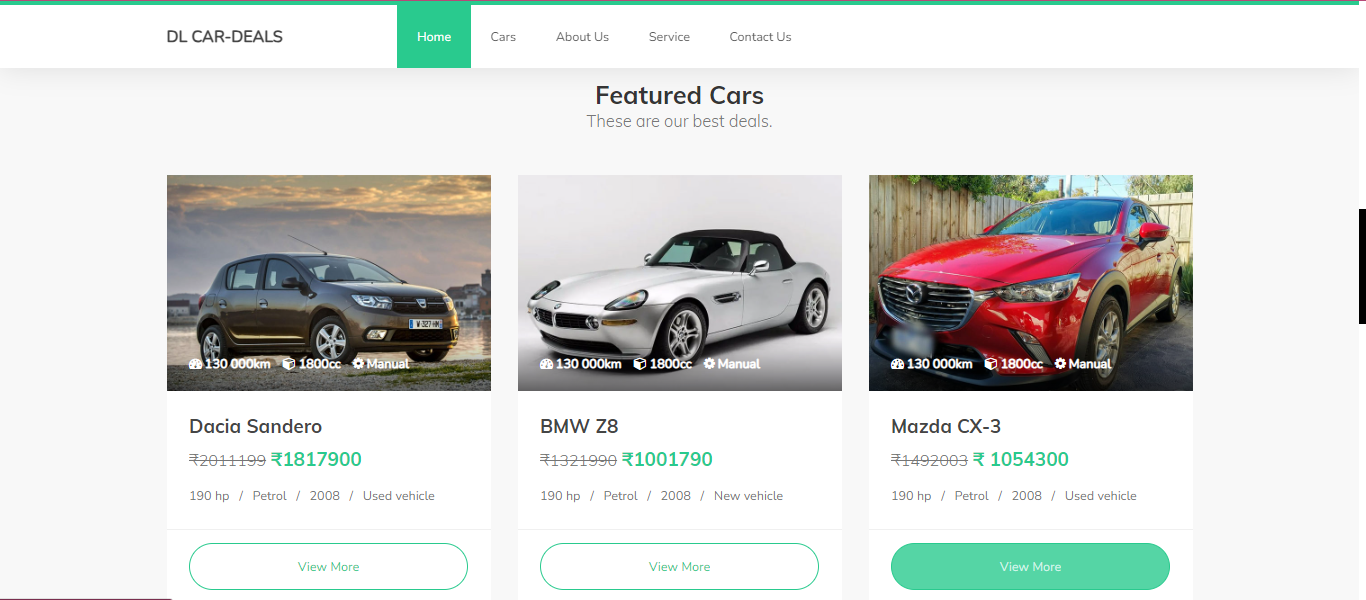 DL CAR-DEALS Home Cars About Us Service Contact Us
Featured Cars
These are our best deals.
W-327-HM
130 000km 1800cc Manual
130 000km 1800cc Manual
130 000km 1800cc Manual
Dacia Sandero
₹2011199 ₹1817900
190 hp / Petrol / 2008 / Used vehicle
View More
BMW Z8
₹1321990 ₹1001790
190 hp / Petrol / 2008 / New vehicle
View More
Mazda CX-3
₹1492003 ₹ 1054300
190 hp / Petrol / 2008 / Used vehicle
View More